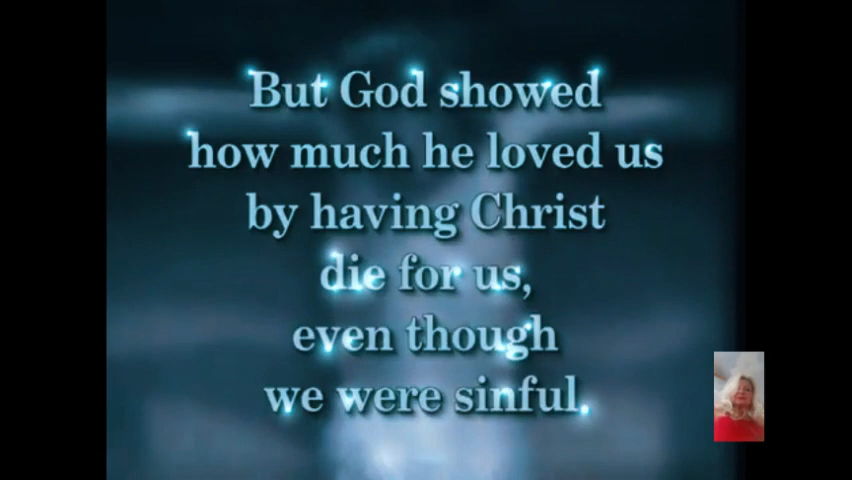 But God showed
how much he loved us
by having Christ
die for us,
even though
we were sinful.